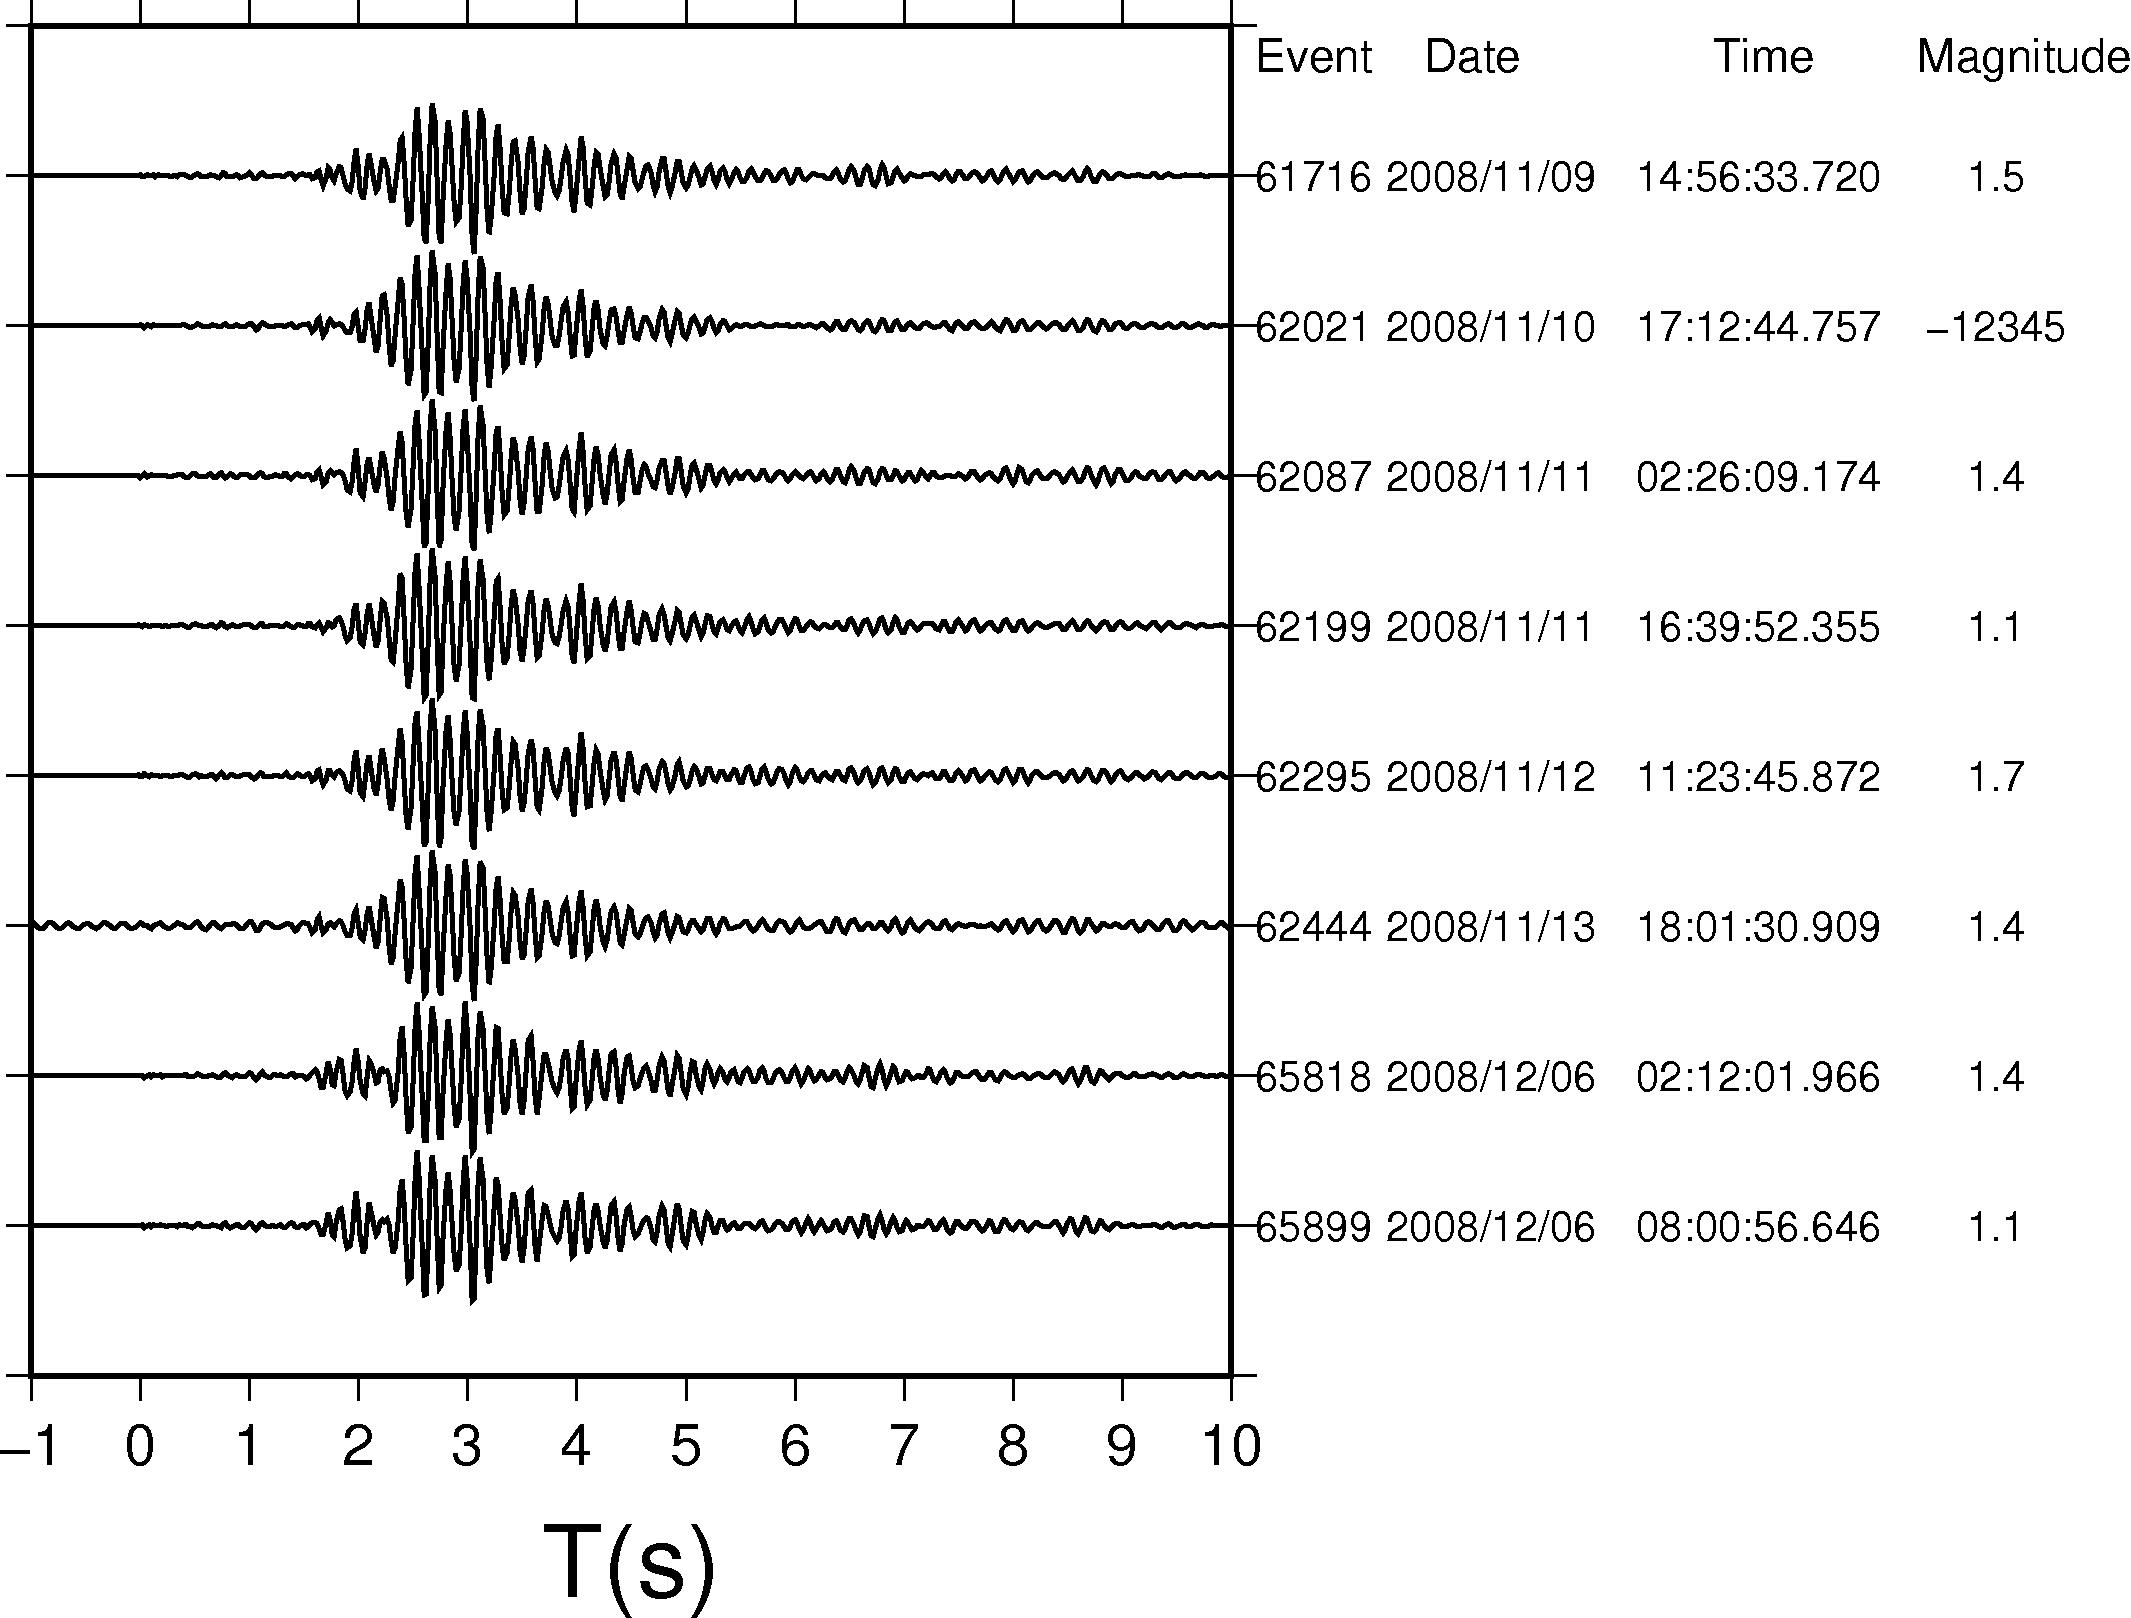 Event Date Time Magnitude
61716 2008/11/09 14:56:33.720 1.5
62021 2008/11/10 17:12:44.757 −12345
62087 2008/11/11 02:26:09.174 1.4
62199 2008/11/11 16:39:52.355 1.1
62295 2008/11/12 11:23:45.872 1.7
62444 2008/11/13 18:01:30.909 1.4
65818 2008/12/06 02:12:01.966 1.4
65899 2008/12/06 08:00:56.646 1.1
−1 0 1 2 3 4 5 6 7 8 9 10
T(s)